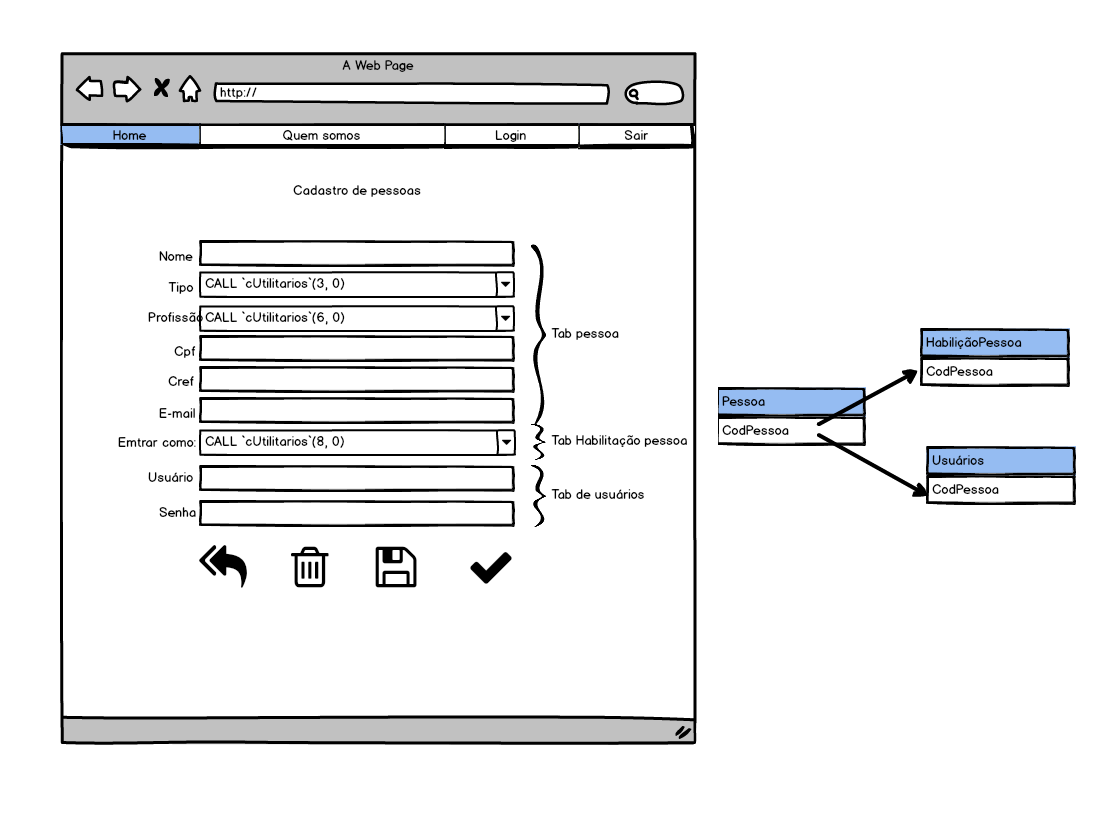 A Web Page
http://
Home Quem somos Login Sair
Cadastro de pessoas
Nome
Tipo CALL `cUtilitarios`(3, 0)
Profissão CALL `cUtilitarios`(6, 0)
Tab pessoa
Cpf
Cref
E-mail
Emtrar como: CALL `cUtilitarios`(8, 0)
Tab Habilitação pessoa
Usuário
Tab de usuários
Senha
Pessoa
CodPessoa
HabiliçãoPessoa
CodPessoa
Usuários
CodPessoa